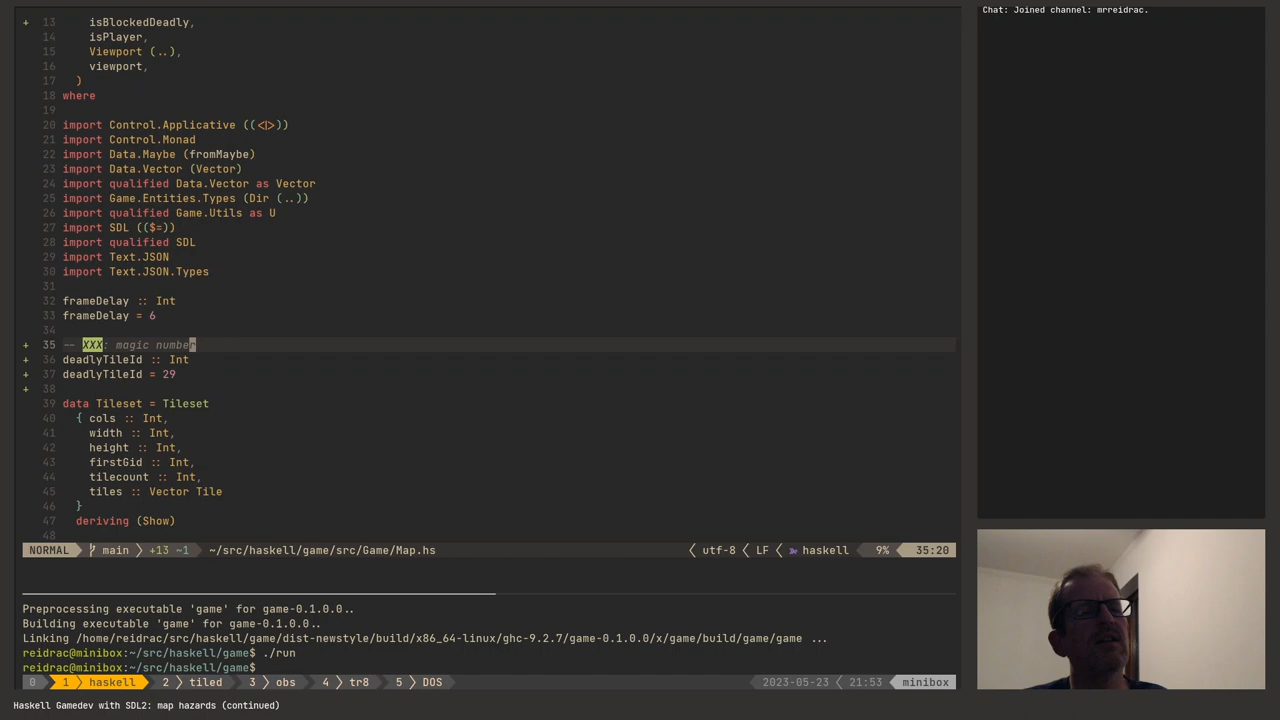 + 13 isBlockedDeadly,
14 isPlayer,
15 Viewport (..),
16 viewport,
17 )
18 where
19
20 import Control.Applicative ((<|>))
21 import Control.Monad
22 import Data.Maybe (fromMaybe)
23 import Data.Vector (Vector)
24 import qualified Data.Vector as Vector
25 import Game.Entities.Types (Dir (..))
26 import qualified Game.Utils as U
27 import SDL (($=))
28 import qualified SDL
29 import Text.JSON
30 import Text.JSON.Types
31
32 frameDelay :: Int
33 frameDelay = 6
34
+ 35 -- XXX: magic number
+ 36 deadlyTileId :: Int
+ 37 deadlyTileId = 29
+ 38
39 data Tileset = Tileset
40 { cols :: Int,
41 width :: Int,
42 height :: Int,
43 firstGid :: Int,
44 tilecount :: Int,
45 tiles :: Vector Tile
46 }
47 deriving (Show)
48
NORMAL main +13 ~1 ~/src/haskell/game/src/Game/Map.hs utf-8 LF haskell 9% 35:20
Preprocessing executable 'game' for game-0.1.0.0..
Building executable 'game' for game-0.1.0.0..
Linking /home/reidrac/src/haskell/game/dist-newstyle/build/x86_64-linux/ghc-9.2.7/game-0.1.0.0/x/game/build/game/game ...
reidrac@minibox:~/src/haskell/game$ ./run
reidrac@minibox:~/src/haskell/game$
0 1 haskell 2 tiled 3 obs 4 tr8 5 DOS 2023-05-23 21:53 minibox
Haskell Gamedev with SDL2: map hazards (continued)
Chat: Joined channel: mrreidrac.